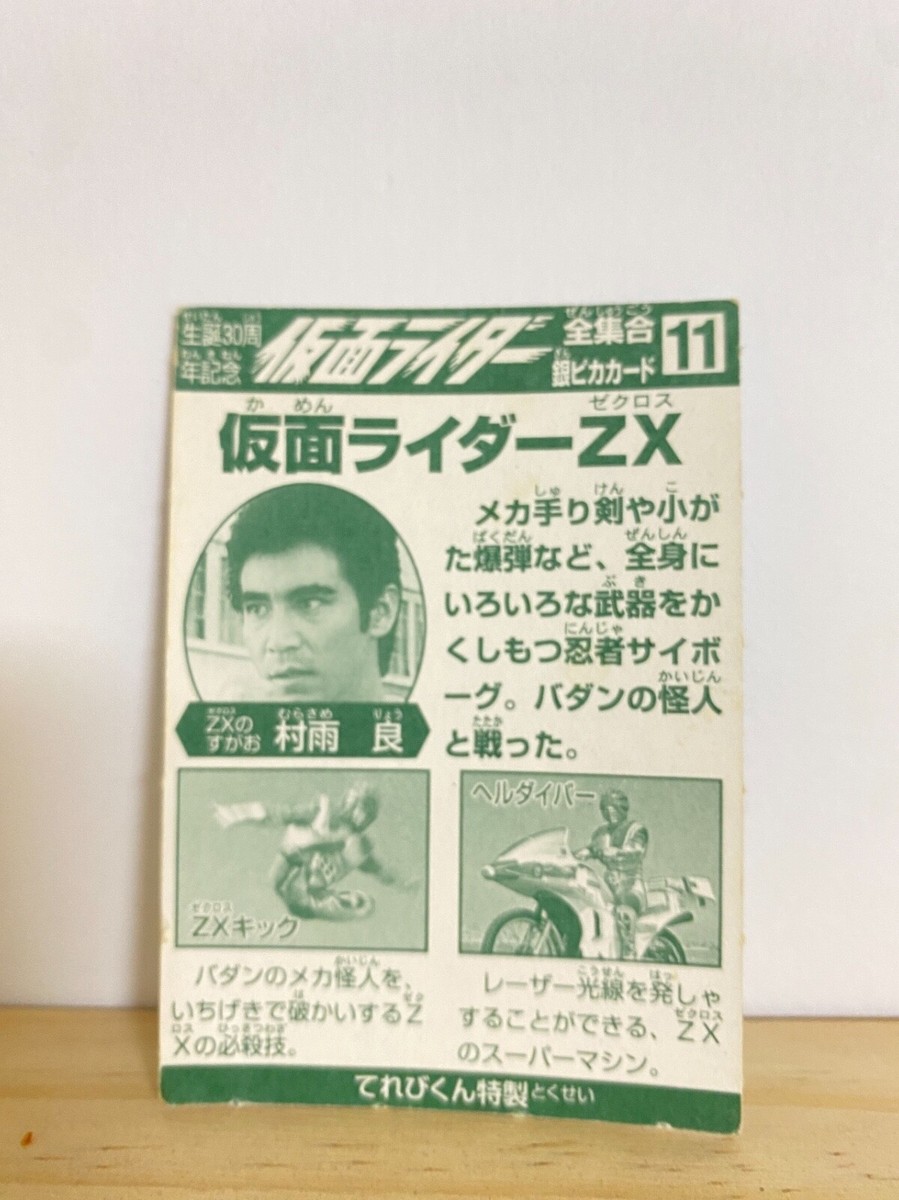 生誕30周
年記念
仮面ライダー
全集合
銀ピカカード
11
仮面ライダーZX
メカ手り剣や小が
た爆弾など、全身に
いろいろな武器をか
くしもつ忍者サイボ
ーグ。バダンの怪人
と戦った。
ZXの
すがお
村雨 良
ZXキック
バダンのメカ怪人を、
いちげきで破かいするZ
Xの必殺技。
ヘルダイバー
レーザー光線を発しゃ
することができる、ZX
のスーパーマシン。
てれびくん特製とくせい